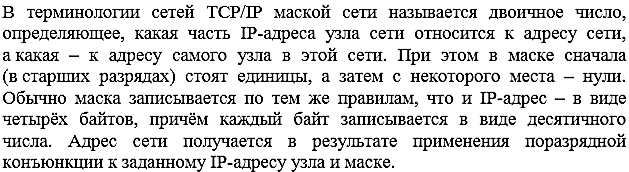 В терминологии сетей TCP/IP маской сети называется двоичное число,
определяющее, какая часть IP-адреса узла сети относится к адресу сети,
а какая – к адресу самого узла в этой сети. При этом в маске сначала
(в старших разрядах) стоят единицы, а затем с некоторого места – нули.
Обычно маска записывается по тем же правилам, что и IP-адрес – в виде
четырёх байтов, причём каждый байт записывается в виде десятичного
числа. Адрес сети получается в результате применения поразрядной
конъюнкции к заданному IP-адресу узла и маске.